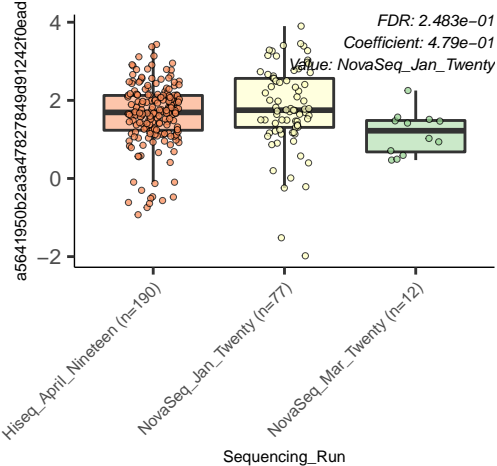 FDR: 2.483e−01
Coefficient: 4.79e−01
Value: NovaSeq_Jan_Twenty
a5641950b2a3a47827849d91242f0ead
4
2
0
−2
Hiseq_April_Nineteen (n=190)
NovaSeq_Jan_Twenty (n=77)
NovaSeq_Mar_Twenty (n=12)
Sequencing_Run